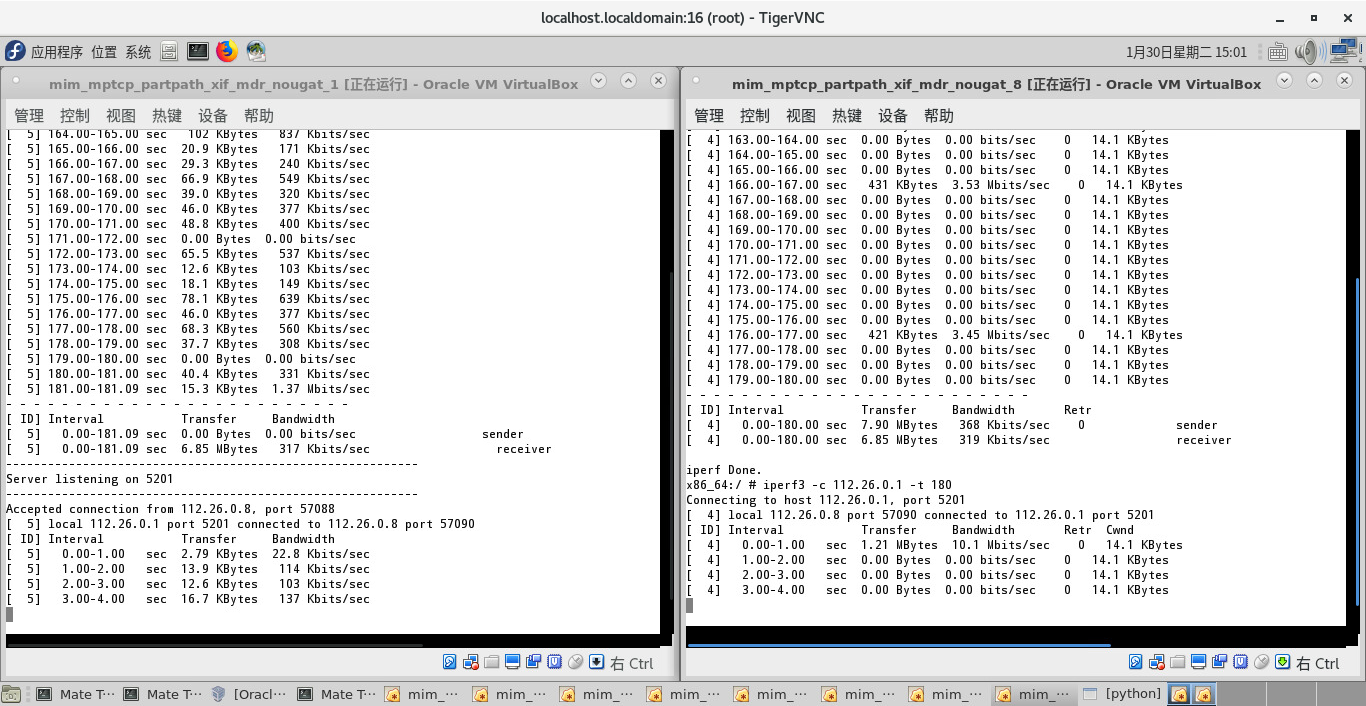 localhost.localdomain:16 (root) - TigerVNC
应用程序 位置 系统
1月30日星期二 15:01
mim_mptcp_partpath_xif_mdr_nougat_1 [正在运行] - Oracle VM VirtualBox
管理 控制 视图 热键 设备 帮助
[  5] 164.00-165.00 sec   102 KBytes   837 Kbits/sec
[  5] 165.00-166.00 sec  20.9 KBytes   171 Kbits/sec
[  5] 166.00-167.00 sec  29.3 KBytes   240 Kbits/sec
[  5] 167.00-168.00 sec  66.9 KBytes   549 Kbits/sec
[  5] 168.00-169.00 sec  39.0 KBytes   320 Kbits/sec
[  5] 169.00-170.00 sec  46.0 KBytes   377 Kbits/sec
[  5] 170.00-171.00 sec  48.8 KBytes   400 Kbits/sec
[  5] 171.00-172.00 sec  0.00 Bytes  0.00 bits/sec
[  5] 172.00-173.00 sec  65.5 KBytes   537 Kbits/sec
[  5] 173.00-174.00 sec  12.6 KBytes   103 Kbits/sec
[  5] 174.00-175.00 sec  18.1 KBytes   149 Kbits/sec
[  5] 175.00-176.00 sec  78.1 KBytes   639 Kbits/sec
[  5] 176.00-177.00 sec  46.0 KBytes   377 Kbits/sec
[  5] 177.00-178.00 sec  68.3 KBytes   560 Kbits/sec
[  5] 178.00-179.00 sec  37.7 KBytes   308 Kbits/sec
[  5] 179.00-180.00 sec  0.00 Bytes  0.00 bits/sec
[  5] 180.00-181.00 sec  40.4 KBytes   331 Kbits/sec
[  5] 181.00-181.09 sec  15.3 KBytes  1.37 Mbits/sec
- - - - - - - - - - - - - - - - - - - - - - - - -
[ ID] Interval           Transfer     Bandwidth
[  5]   0.00-181.09 sec  0.00 Bytes  0.00 bits/sec                  sender
[  5]   0.00-181.09 sec  6.85 MBytes   317 Kbits/sec                  receiver
-----------------------------------------------------------
Server listening on 5201
-----------------------------------------------------------
Accepted connection from 112.26.0.8, port 57088
[  5] local 112.26.0.1 port 5201 connected to 112.26.0.8 port 57090
[ ID] Interval           Transfer     Bandwidth
[  5]   0.00-1.00   sec  2.79 KBytes  22.8 Kbits/sec
[  5]   1.00-2.00   sec  13.9 KBytes   114 Kbits/sec
[  5]   2.00-3.00   sec  12.6 KBytes   103 Kbits/sec
[  5]   3.00-4.00   sec  16.7 KBytes   137 Kbits/sec
右 Ctrl
mim_mptcp_partpath_xif_mdr_nougat_8 [正在运行] - Oracle VM VirtualBox
管理 控制 视图 热键 设备 帮助
[  4] 163.00-164.00 sec  0.00 Bytes  0.00 bits/sec    0   14.1 KBytes
[  4] 164.00-165.00 sec  0.00 Bytes  0.00 bits/sec    0   14.1 KBytes
[  4] 165.00-166.00 sec  0.00 Bytes  0.00 bits/sec    0   14.1 KBytes
[  4] 166.00-167.00 sec   431 KBytes  3.53 Mbits/sec    0   14.1 KBytes
[  4] 167.00-168.00 sec  0.00 Bytes  0.00 bits/sec    0   14.1 KBytes
[  4] 168.00-169.00 sec  0.00 Bytes  0.00 bits/sec    0   14.1 KBytes
[  4] 169.00-170.00 sec  0.00 Bytes  0.00 bits/sec    0   14.1 KBytes
[  4] 170.00-171.00 sec  0.00 Bytes  0.00 bits/sec    0   14.1 KBytes
[  4] 171.00-172.00 sec  0.00 Bytes  0.00 bits/sec    0   14.1 KBytes
[  4] 172.00-173.00 sec  0.00 Bytes  0.00 bits/sec    0   14.1 KBytes
[  4] 173.00-174.00 sec  0.00 Bytes  0.00 bits/sec    0   14.1 KBytes
[  4] 174.00-175.00 sec  0.00 Bytes  0.00 bits/sec    0   14.1 KBytes
[  4] 175.00-176.00 sec  0.00 Bytes  0.00 bits/sec    0   14.1 KBytes
[  4] 176.00-177.00 sec   421 KBytes  3.45 Mbits/sec    0   14.1 KBytes
[  4] 177.00-178.00 sec  0.00 Bytes  0.00 bits/sec    0   14.1 KBytes
[  4] 178.00-179.00 sec  0.00 Bytes  0.00 bits/sec    0   14.1 KBytes
[  4] 179.00-180.00 sec  0.00 Bytes  0.00 bits/sec    0   14.1 KBytes
- - - - - - - - - - - - - - - - - - - - - - - - -
[ ID] Interval           Transfer     Bandwidth       Retr
[  4]   0.00-180.00 sec  7.90 MBytes   368 Kbits/sec    0             sender
[  4]   0.00-180.00 sec  6.85 MBytes   319 Kbits/sec                  receiver
iperf Done.
x86_64:/ # iperf3 -c 112.26.0.1 -t 180
Connecting to host 112.26.0.1, port 5201
[  4] local 112.26.0.8 port 57090 connected to 112.26.0.1 port 5201
[ ID] Interval           Transfer     Bandwidth       Retr  Cwnd
[  4]   0.00-1.00   sec  1.21 MBytes  10.1 Mbits/sec    0   14.1 KBytes
[  4]   1.00-2.00   sec  0.00 Bytes  0.00 bits/sec    0   14.1 KBytes
[  4]   2.00-3.00   sec  0.00 Bytes  0.00 bits/sec    0   14.1 KBytes
[  4]   3.00-4.00   sec  0.00 Bytes  0.00 bits/sec    0   14.1 KBytes
右 Ctrl
Mate T··· Mate T··· [Oracl··· Mate T··· mim_··· mim_··· mim_··· mim_··· mim_··· mim_··· mim_··· mim_··· [python]